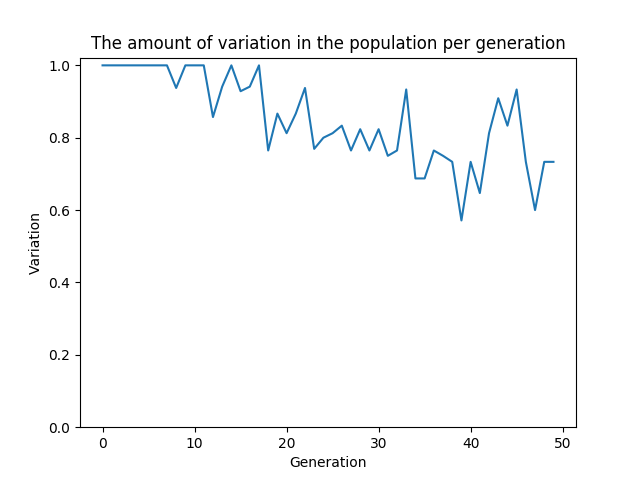 The amount of variation in the population per generation
1.0
0.8
0.6
0.4
0.2
0.0
Variation
0 10 20 30 40 50
Generation